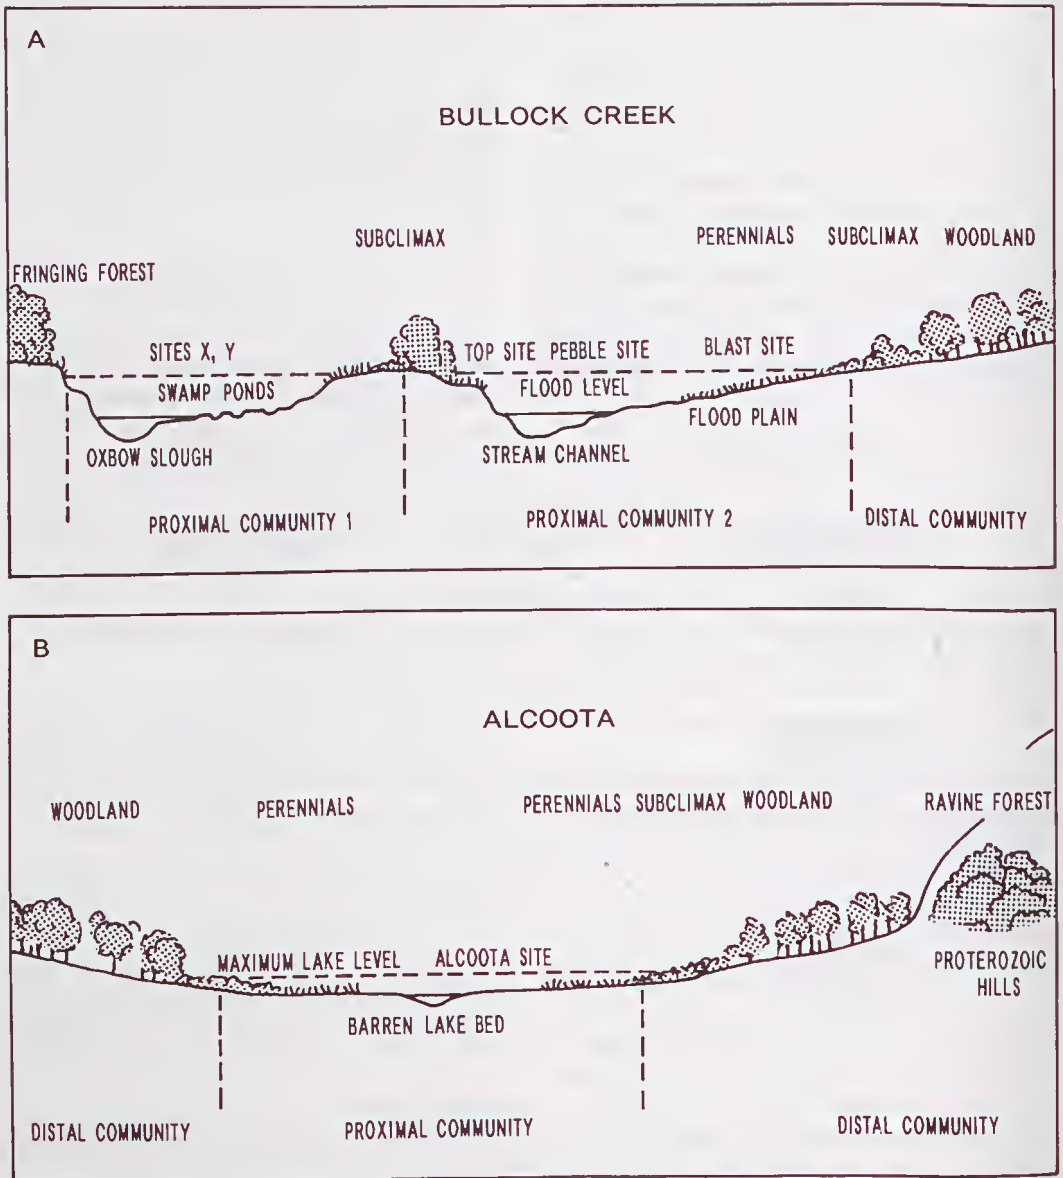 A
BULLOCK CREEK
SUBCLIMAX
PERENNIALS
SUBCLIMAX
WOODLAND
FRINGING FOREST
SITES X, Y
TOP SITE
PEBBLE SITE
BLAST SITE
SWAMP PONDS
FLOOD LEVEL
FLOOD PLAIN
OXBOW SLOUGH
STREAM CHANNEL
PROXIMAL COMMUNITY 1
PROXIMAL COMMUNITY 2
DISTAL COMMUNITY
B
ALCOOTA
WOODLAND
PERENNIALS
PERENNIALS
SUBCLIMAX
WOODLAND
RAVINE FOREST
MAXIMUM LAKE LEVEL
ALCOOTA SITE
PROTEROZOIC
HILLS
BARREN LAKE BED
DISTAL COMMUNITY
PROXIMAL COMMUNITY
DISTAL COMMUNITY